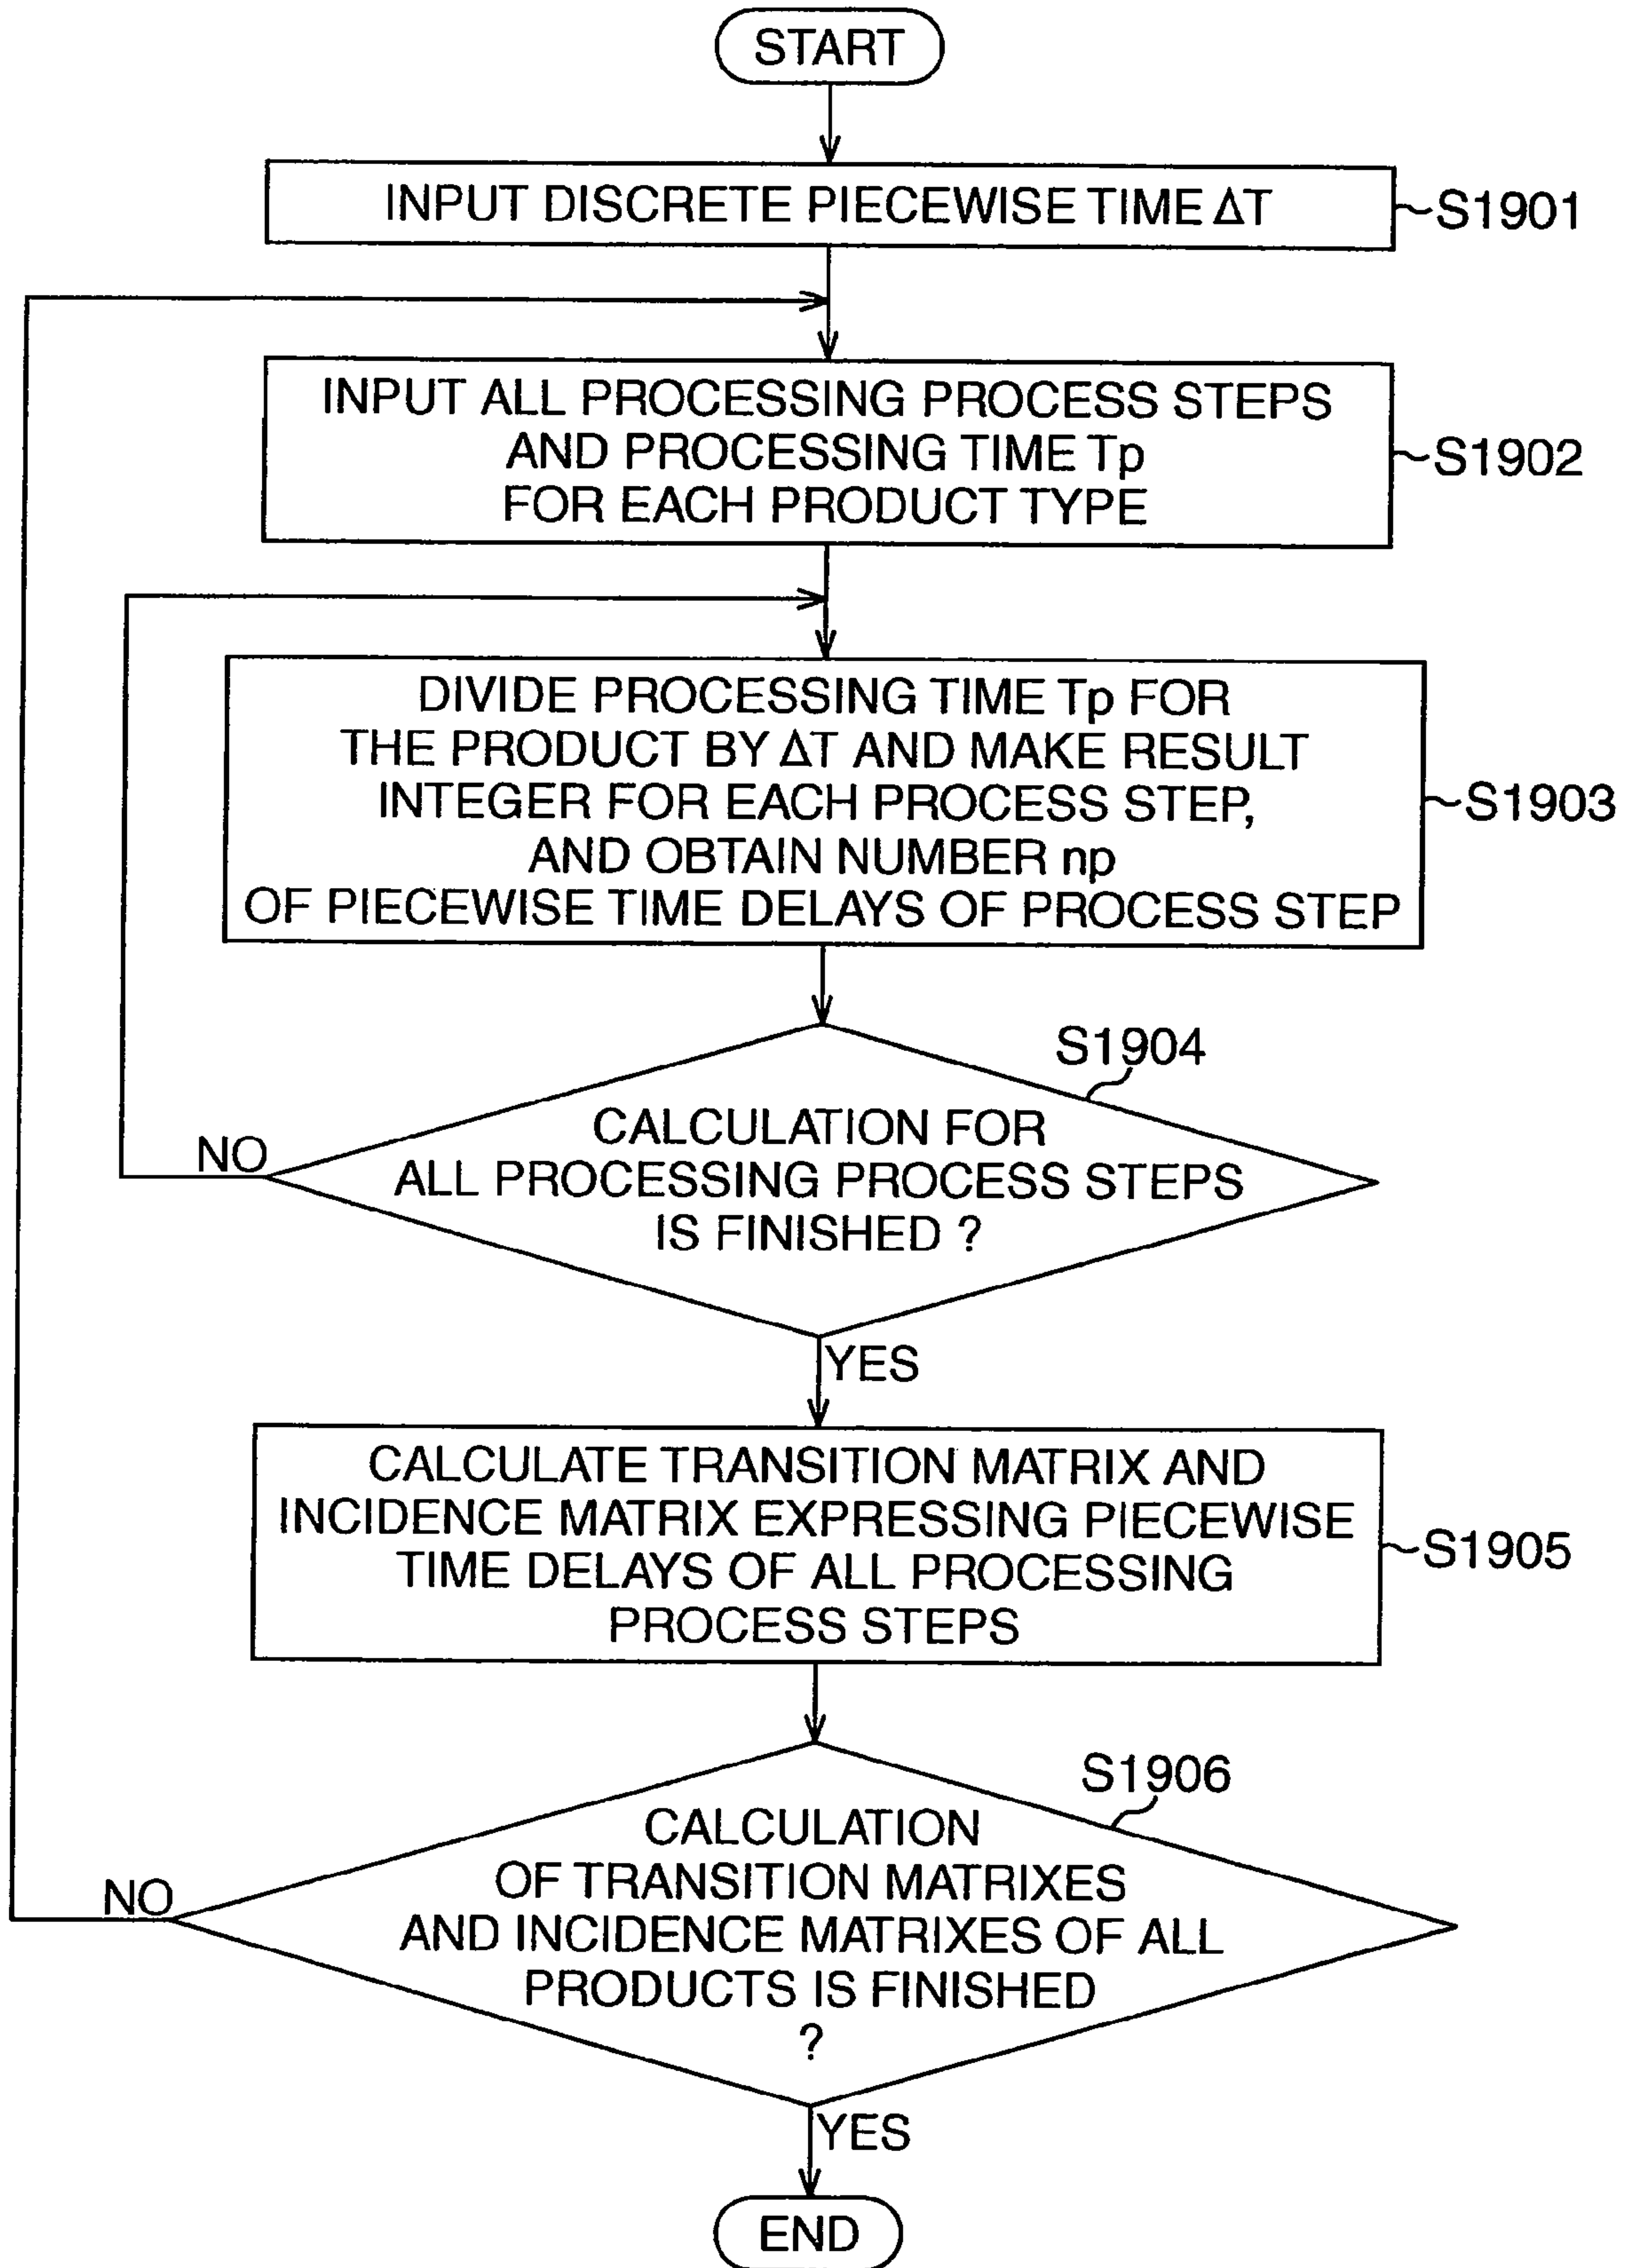 START
INPUT DISCRETE PIECEWISE TIME ΔT
S1901
INPUT ALL PROCESSING PROCESS STEPS
AND PROCESSING TIME Tp
FOR EACH PRODUCT TYPE
S1902
DIVIDE PROCESSING TIME Tp FOR
THE PRODUCT BY ΔT AND MAKE RESULT
INTEGER FOR EACH PROCESS STEP,
AND OBTAIN NUMBER np
OF PIECEWISE TIME DELAYS OF PROCESS STEP
S1903
S1904
CALCULATION FOR
ALL PROCESSING PROCESS STEPS
IS FINISHED ?
NO
YES
CALCULATE TRANSITION MATRIX AND
INCIDENCE MATRIX EXPRESSING PIECEWISE
TIME DELAYS OF ALL PROCESSING
PROCESS STEPS
S1905
S1906
CALCULATION
OF TRANSITION MATRIXES
AND INCIDENCE MATRIXES OF ALL
PRODUCTS IS FINISHED
?
NO
YES
END